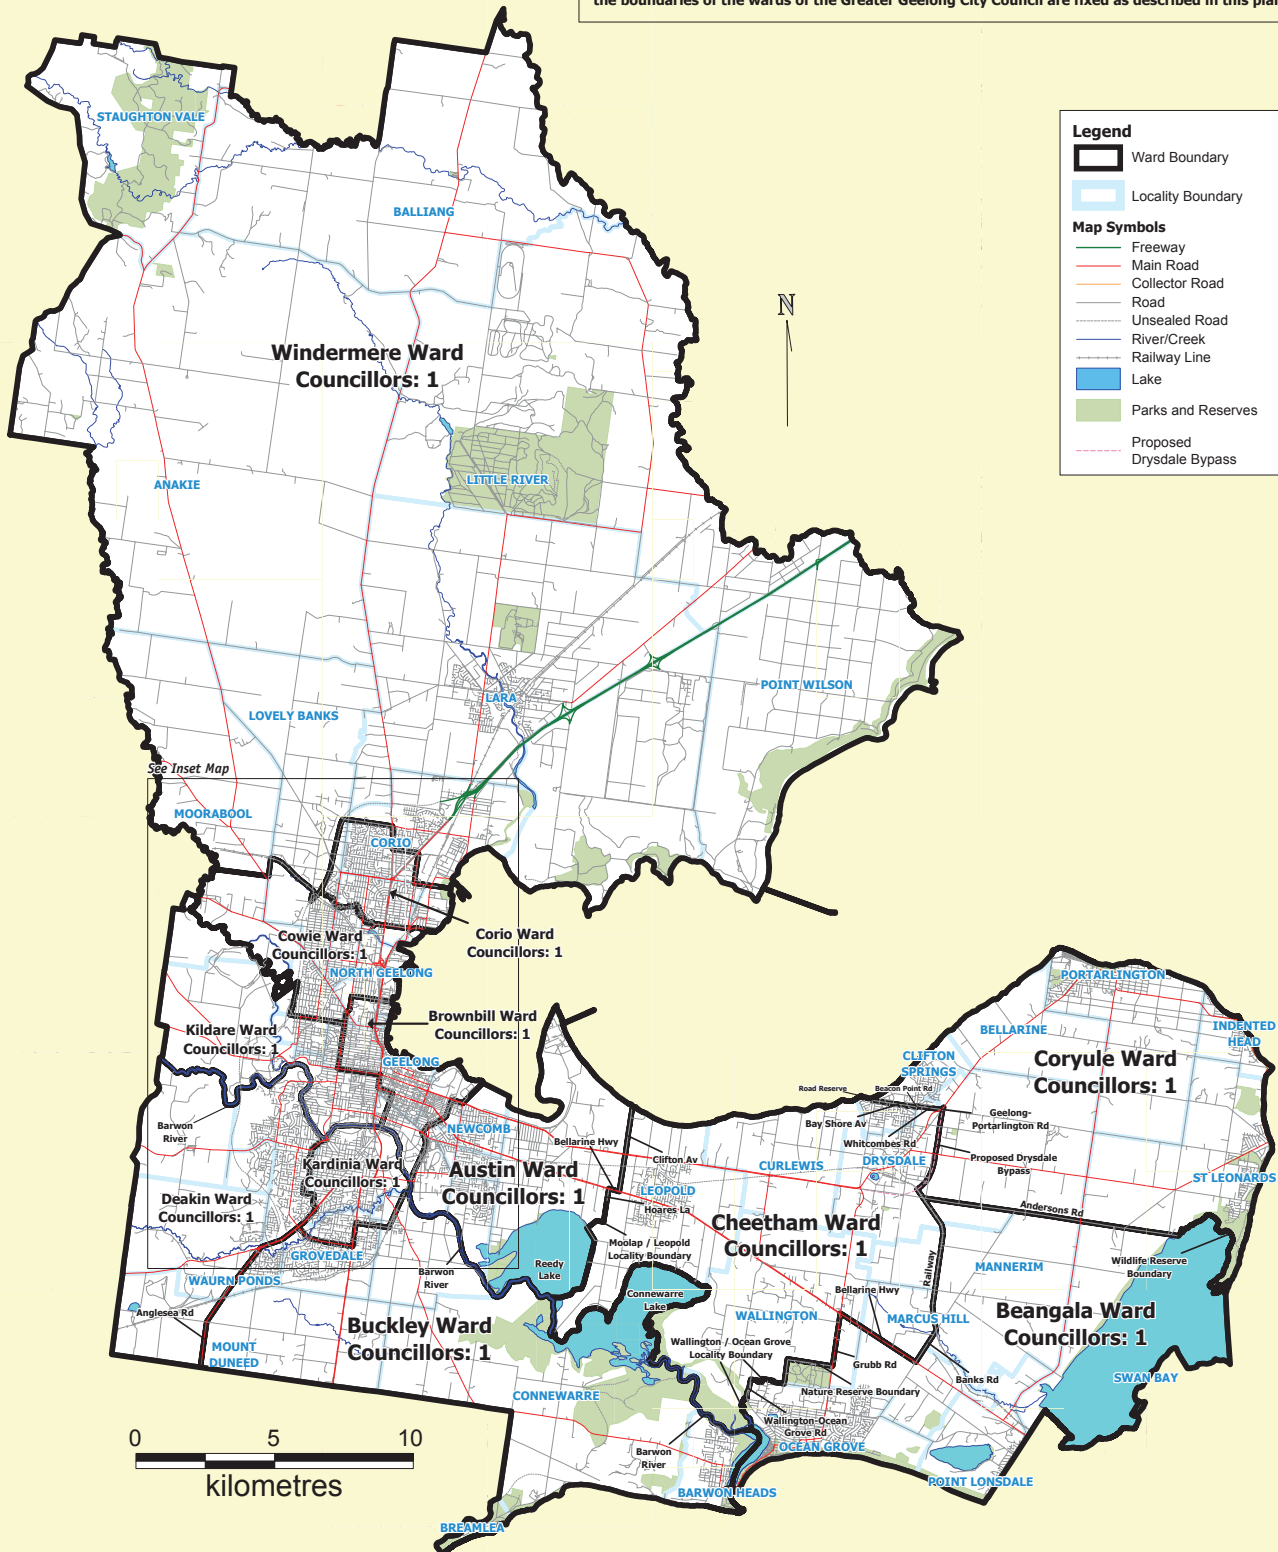 the boundaries of the wards of the Greater Geelong City Council are fixed as described in this plan
Legend
Ward Boundary
Locality Boundary
Map Symbols
Freeway
Main Road
Collector Road
Road
Unsealed Road
River/Creek
Railway Line
Lake
Parks and Reserves
Proposed
Drysdale Bypass
N
STAUGHTON VALE
BALLIANG
Windermere Ward
Councillors: 1
ANAKIE
LITTLE RIVER
LARA
POINT WILSON
LOVELY BANKS
See Inset Map
MOORABOOL
CORIO
Corio Ward
Councillors: 1
Cowie Ward
Councillors: 1
NORTH GEELONG
Brownbill Ward
Councillors: 1
Kildare Ward
Councillors: 1
GEELONG
Barwon
River
NEWCOMB
Bellarine Hwy
Clifton Av
Kardinia Ward
Councillors: 1
Austin Ward
Councillors: 1
LEOPOLD
Hoares La
Deakin Ward
Councillors: 1
Moolap / Leopold
Locality Boundary
GROVEDALE
Barwon
River
Reedy
Lake
Connewarre
Lake
WAURN PONDS
Anglesea Rd
MOUNT
DUNEED
Buckley Ward
Councillors: 1
CONNEWARRE
PORTARLINGTON
BELLARINE
INDENTED
HEAD
CLIFTON
SPRINGS
Coryule Ward
Councillors: 1
Road Reserve
Beacon Point Rd
Bay Shore Av
Geelong-
Portarlington Rd
Whitcombes Rd
Proposed Drysdale
Bypass
CURLEWIS
DRYSDALE
ST LEONARDS
Andersons Rd
Cheetham Ward
Councillors: 1
Railway
MANNERIM
Wildlife Reserve
Boundary
Bellarine Hwy
WALLINGTON
MARCUS HILL
Beangala Ward
Councillors: 1
Wallington / Ocean Grove
Locality Boundary
Grubb Rd
Banks Rd
SWAN BAY
Nature Reserve Boundary
Wallington-Ocean
Grove Rd
OCEAN GROVE
Barwon
River
POINT LONSDALE
BARWON HEADS
BREAMLEA
0 5 10
kilometres